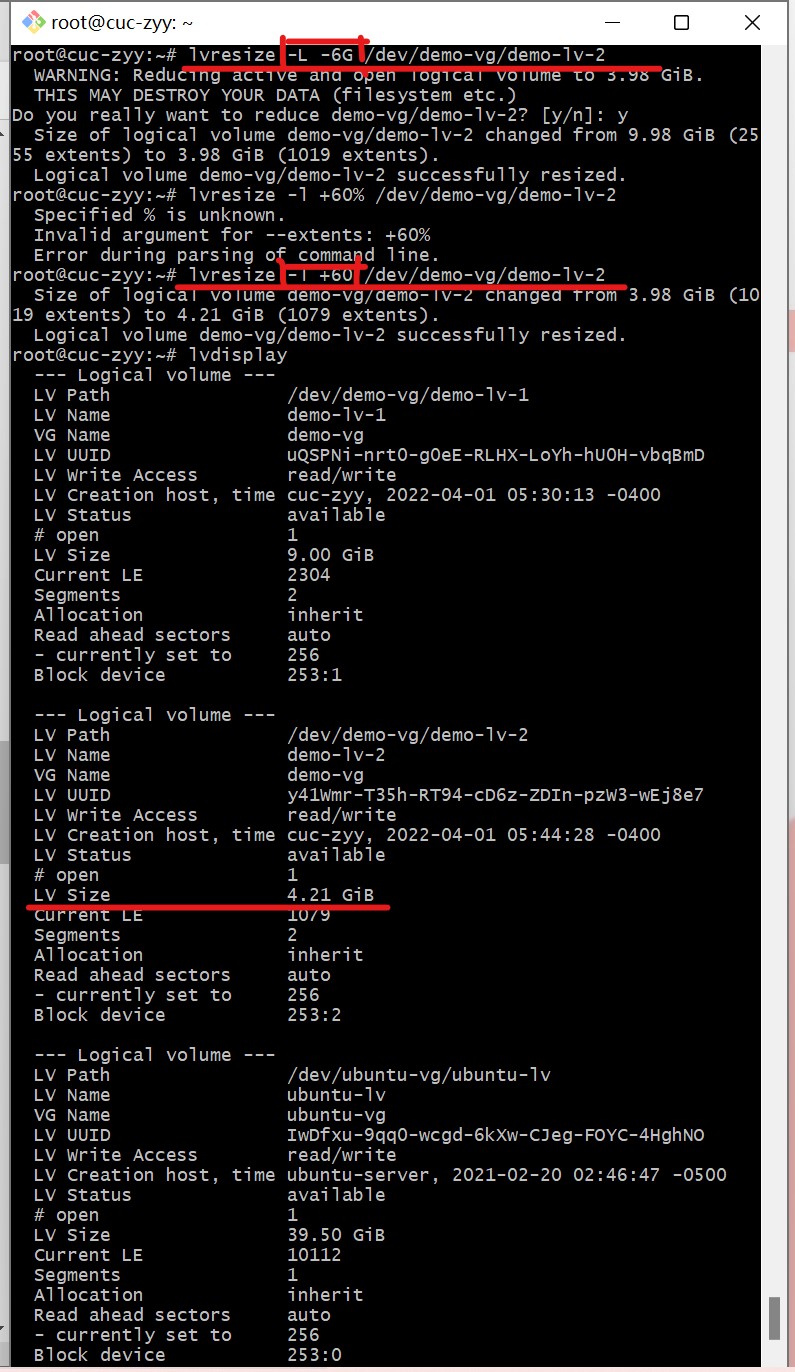 root@cuc-zyy: ~
root@cuc-zyy:~# lvresize -L -6G /dev/demo-vg/demo-lv-2
  WARNING: Reducing active and open logical volume to 3.98 GiB.
  THIS MAY DESTROY YOUR DATA (filesystem etc.)
Do you really want to reduce demo-vg/demo-lv-2? [y/n]: y
  Size of logical volume demo-vg/demo-lv-2 changed from 9.98 GiB (25
55 extents) to 3.98 GiB (1019 extents).
  Logical volume demo-vg/demo-lv-2 successfully resized.
root@cuc-zyy:~# lvresize -l +60% /dev/demo-vg/demo-lv-2
  Specified % is unknown.
  Invalid argument for --extents: +60%
  Error during parsing of command line.
root@cuc-zyy:~# lvresize -l +60 /dev/demo-vg/demo-lv-2
  Size of logical volume demo-vg/demo-lv-2 changed from 3.98 GiB (10
19 extents) to 4.21 GiB (1079 extents).
  Logical volume demo-vg/demo-lv-2 successfully resized.
root@cuc-zyy:~# lvdisplay
  --- Logical volume ---
  LV Path                /dev/demo-vg/demo-lv-1
  LV Name                demo-lv-1
  VG Name                demo-vg
  LV UUID                uQSPNi-nrt0-gOeE-RLHX-LoYh-hU0H-vbqBmD
  LV Write Access        read/write
  LV Creation host, time cuc-zyy, 2022-04-01 05:30:13 -0400
  LV Status              available
  # open                 1
  LV Size                9.00 GiB
  Current LE             2304
  Segments               2
  Allocation             inherit
  Read ahead sectors     auto
  - currently set to     256
  Block device           253:1

  --- Logical volume ---
  LV Path                /dev/demo-vg/demo-lv-2
  LV Name                demo-lv-2
  VG Name                demo-vg
  LV UUID                y41Wmr-T35h-RT94-cD6z-ZDIn-pzW3-wEj8e7
  LV Write Access        read/write
  LV Creation host, time cuc-zyy, 2022-04-01 05:44:28 -0400
  LV Status              available
  # open                 1
  LV Size                4.21 GiB
  Current LE             1079
  Segments               2
  Allocation             inherit
  Read ahead sectors     auto
  - currently set to     256
  Block device           253:2

  --- Logical volume ---
  LV Path                /dev/ubuntu-vg/ubuntu-lv
  LV Name                ubuntu-lv
  VG Name                ubuntu-vg
  LV UUID                IwDfxu-9qq0-wcgd-6kXw-CJeg-FOYC-4HghNO
  LV Write Access        read/write
  LV Creation host, time ubuntu-server, 2021-02-20 02:46:47 -0500
  LV Status              available
  # open                 1
  LV Size                39.50 GiB
  Current LE             10112
  Segments               1
  Allocation             inherit
  Read ahead sectors     auto
  - currently set to     256
  Block device           253:0